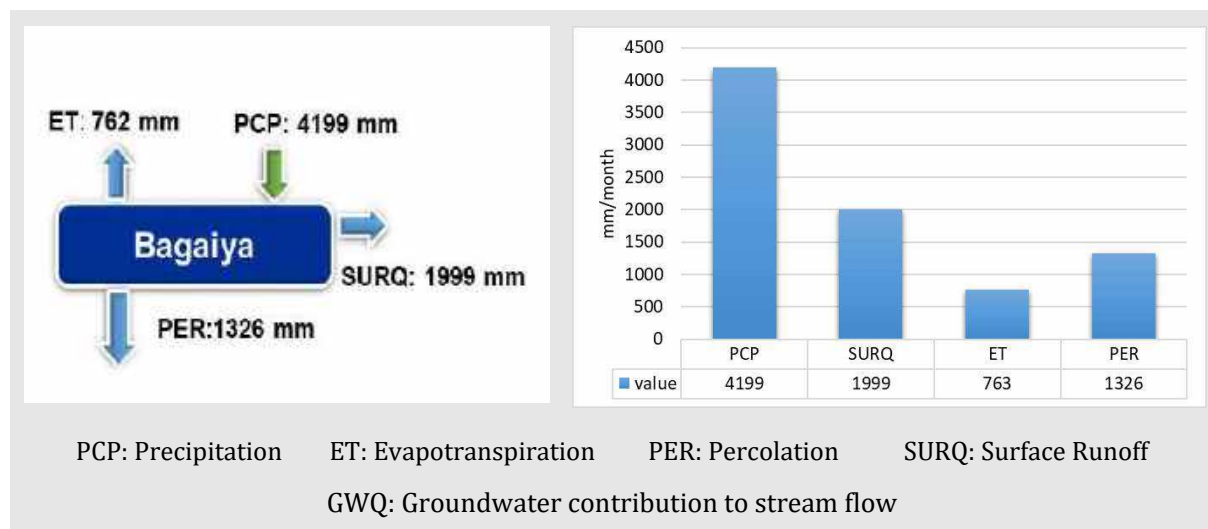 ET: 762 mm
PCP: 4199 mm
Bagaiya
SURQ: 1999 mm
PER:1326 mm
4500
4000
3500
3000
2500
2000
1500
1000
500
0
mm/month
PCP SURQ ET PER
value 4199 1999 763 1326
PCP: Precipitation ET: Evapotranspiration PER: Percolation SURQ: Surface Runoff
GWQ: Groundwater contribution to stream flow